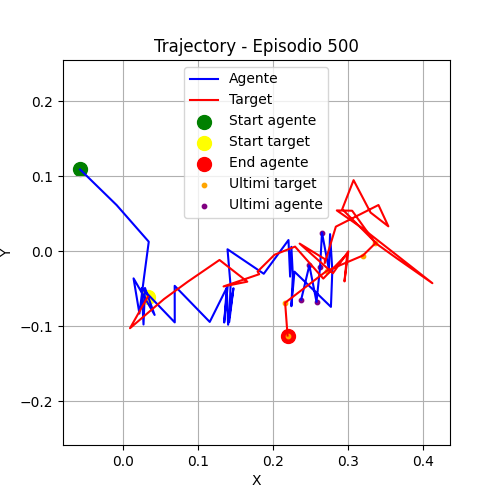 Trajectory - Episodio 500
Agente
Target
Start agente
Start target
End agente
Ultimi target
Ultimi agente
0.2
0.1
0.0
−0.1
−0.2
Y
0.0 0.1 0.2 0.3 0.4
X